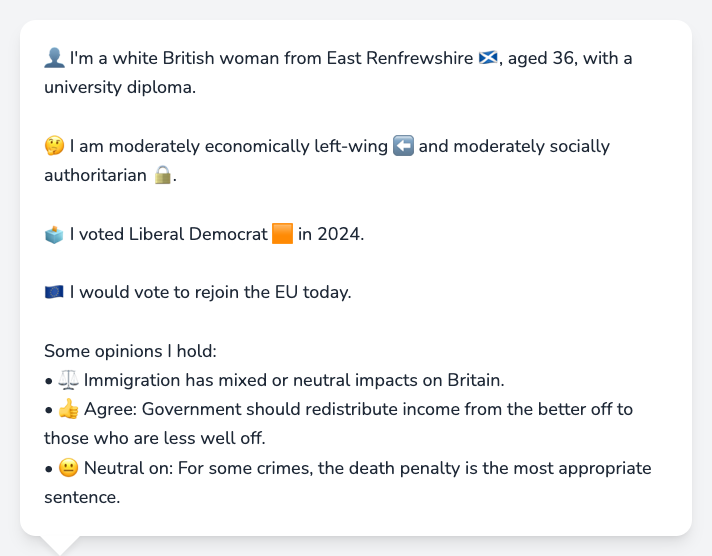 👤 I'm a white British woman from East Renfrewshire 🏴󠁧󠁢󠁳󠁣󠁴󠁿, aged 36, with a
university diploma.
🤔 I am moderately economically left-wing ⬅️ and moderately socially
authoritarian 🔒.
🗳️ I voted Liberal Democrat 🟧 in 2024.
🇪🇺 I would vote to rejoin the EU today.
Some opinions I hold:
• ⚖️ Immigration has mixed or neutral impacts on Britain.
• 👍 Agree: Government should redistribute income from the better off to
those who are less well off.
• 😐 Neutral on: For some crimes, the death penalty is the most appropriate
sentence.